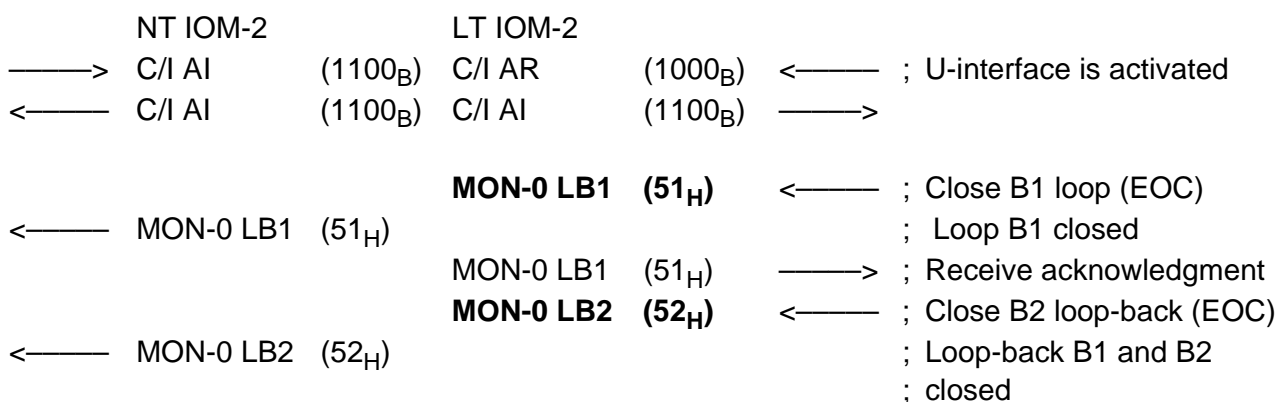 NT IOM-2 LT IOM-2
–––––> C/I AI (1100B) C/I AR (1000B) <––––– ; U-interface is activated
<––––– C/I AI (1100B) C/I AI (1100B) –––––>
MON-0 LB1 (51H) <––––– ; Close B1 loop (EOC)
<––––– MON-0 LB1 (51H) ; Loop B1 closed
MON-0 LB1 (51H) –––––> ; Receive acknowledgment
MON-0 LB2 (52H) <––––– ; Close B2 loop-back (EOC)
<––––– MON-0 LB2 (52H) ; Loop-back B1 and B2
; closed